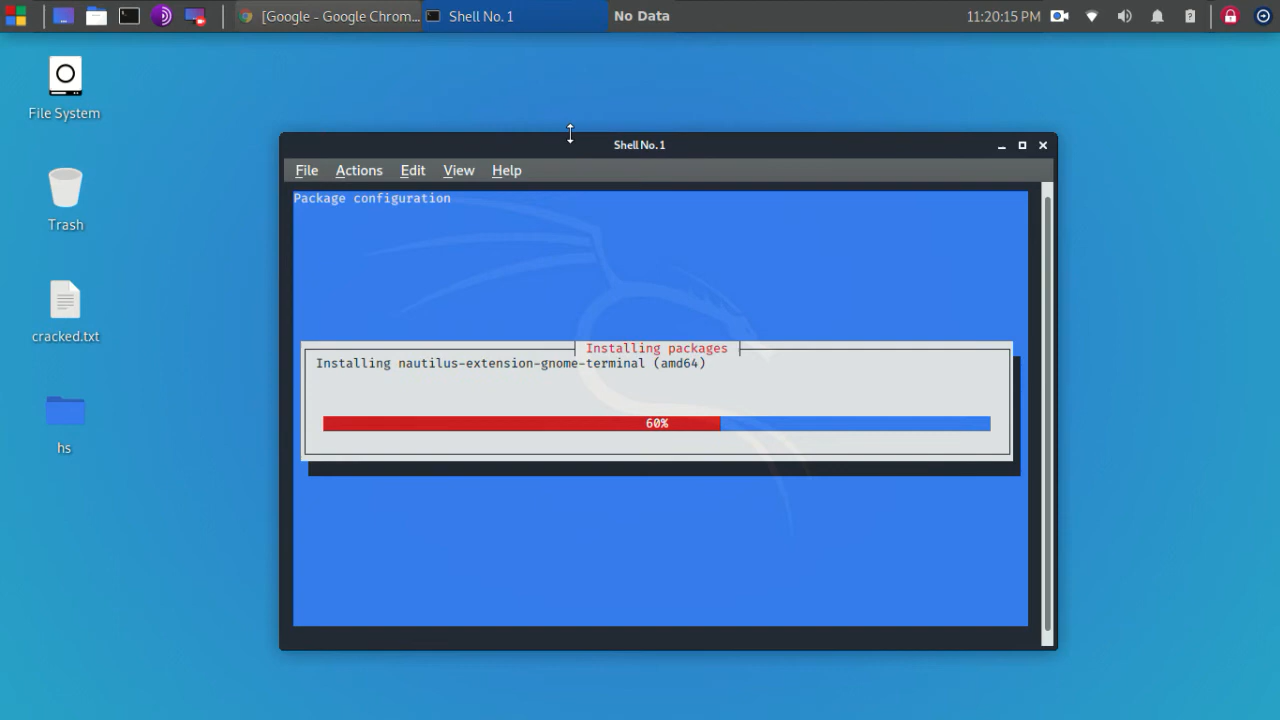 [Google - Google Chrom...
Shell No. 1
No Data
11:20:15 PM
File System
Trash
cracked.txt
hs
Shell No. 1
File Actions Edit View Help
Package configuration
Installing packages
Installing nautilus-extension-gnome-terminal (amd64)
60%